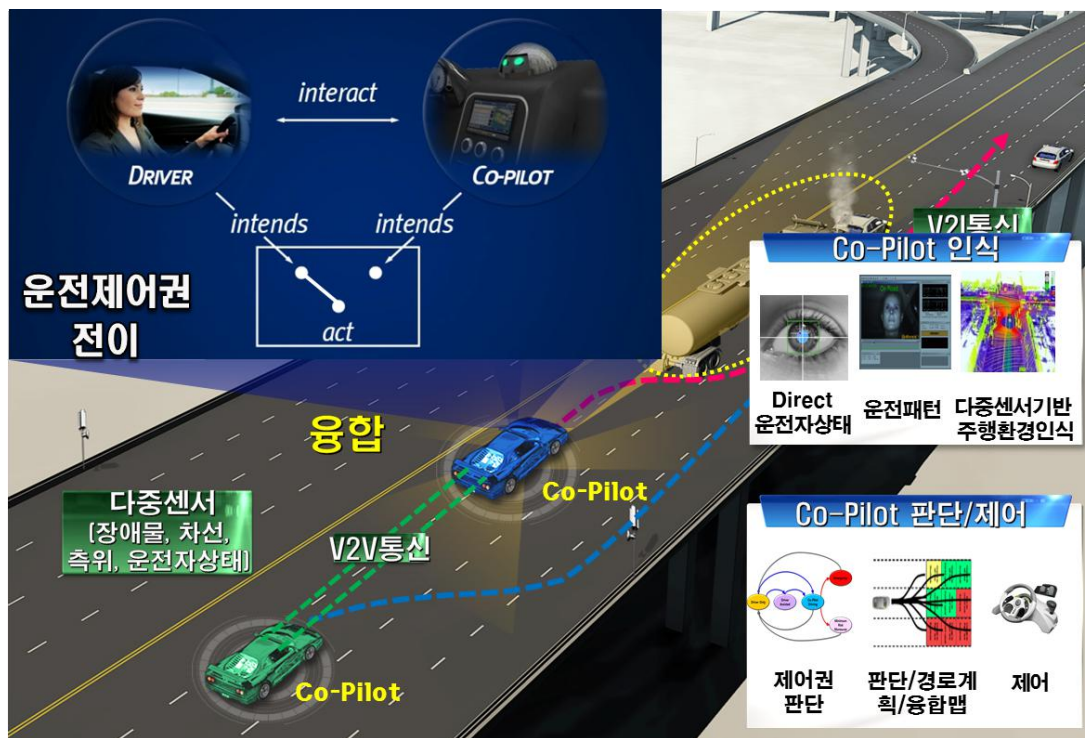 interact
DRIVER
CO-PILOT
intends
intends
act
운전제어권
전이
V2I통신
Co-Pilot 인식
Direct
운전자상태
운전패턴
다중센서기반
주행환경인식
융합
Co-Pilot
다중센서
(장애물, 차선,
측위, 운전자상태)
V2V통신
Co-Pilot
Co-Pilot 판단/제어
제어권
판단
판단/경로계
획/융합맵
제어